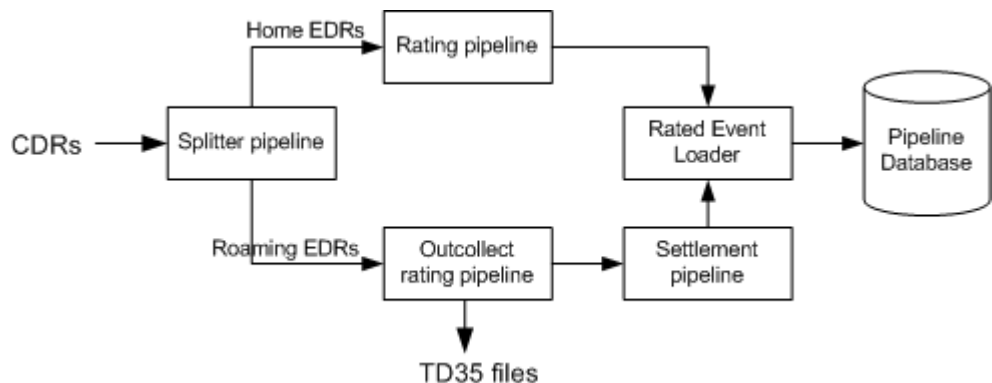 Home EDRs
Rating pipeline
CDRs
Splitter pipeline
Rated Event
Loader
Pipeline
Database
Roaming EDRs
Outcollect
rating pipeline
Settlement
pipeline
TD35 files